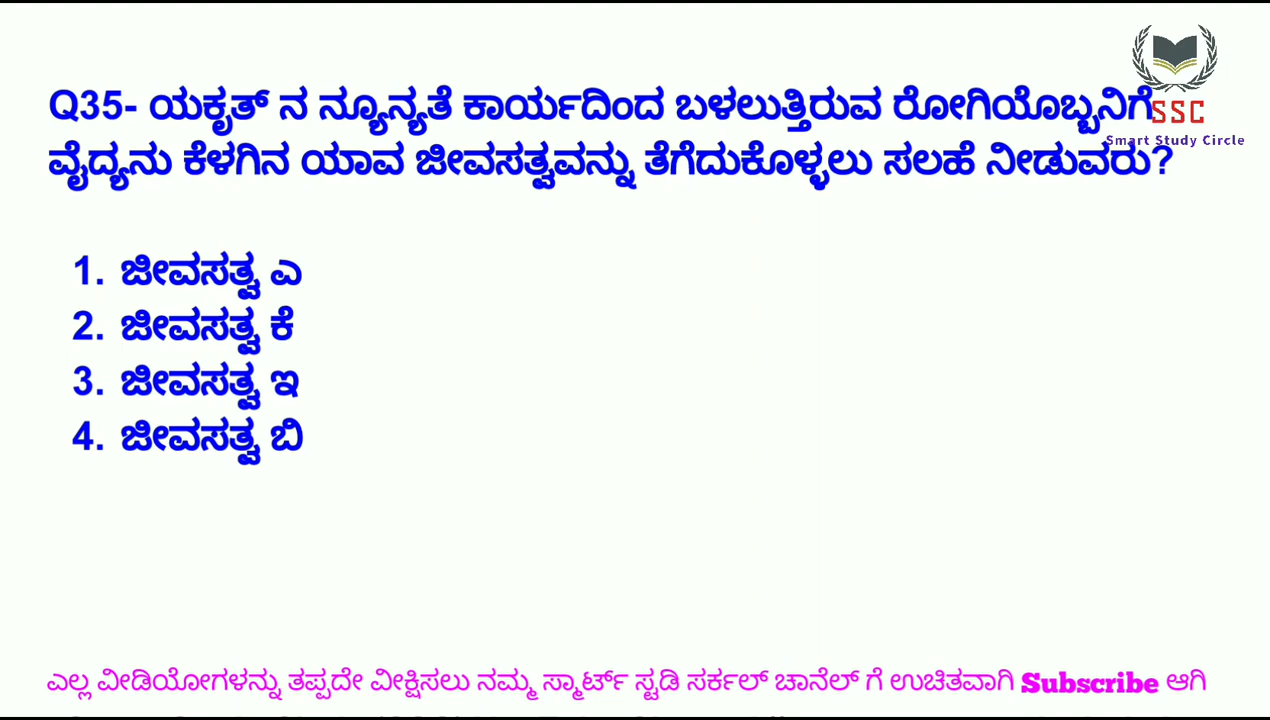 Q35- ಯಕೃತ್ ನ ನ್ಯೂನ್ಯತೆ ಕಾರ್ಯದಿಂದ ಬಳಲುತ್ತಿರುವ ರೋಗಿಯೊಬ್ಬನಿಗೆ
SSC
Smart Study Circle
ವೈದ್ಯನು ಕೆಳಗಿನ ಯಾವ ಜೀವಸತ್ವವನ್ನು ತೆಗೆದುಕೊಳ್ಳಲು ಸಲಹೆ ನೀಡುವರು?
1. ಜೀವಸತ್ವ ಎ
2. ಜೀವಸತ್ವ ಕೆ
3. ಜೀವಸತ್ವ ಇ
4. ಜೀವಸತ್ವ ಬಿ
ಎಲ್ಲ ವೀಡಿಯೋಗಳನ್ನು ತಪ್ಪದೇ ವೀಕ್ಷಿಸಲು ನಮ್ಮ ಸ್ಮಾರ್ಟ್ ಸ್ಟಡಿ ಸರ್ಕಲ್ ಚಾನೆಲ್ ಗೆ ಉಚಿತವಾಗಿ Subscribe ಆಗಿ